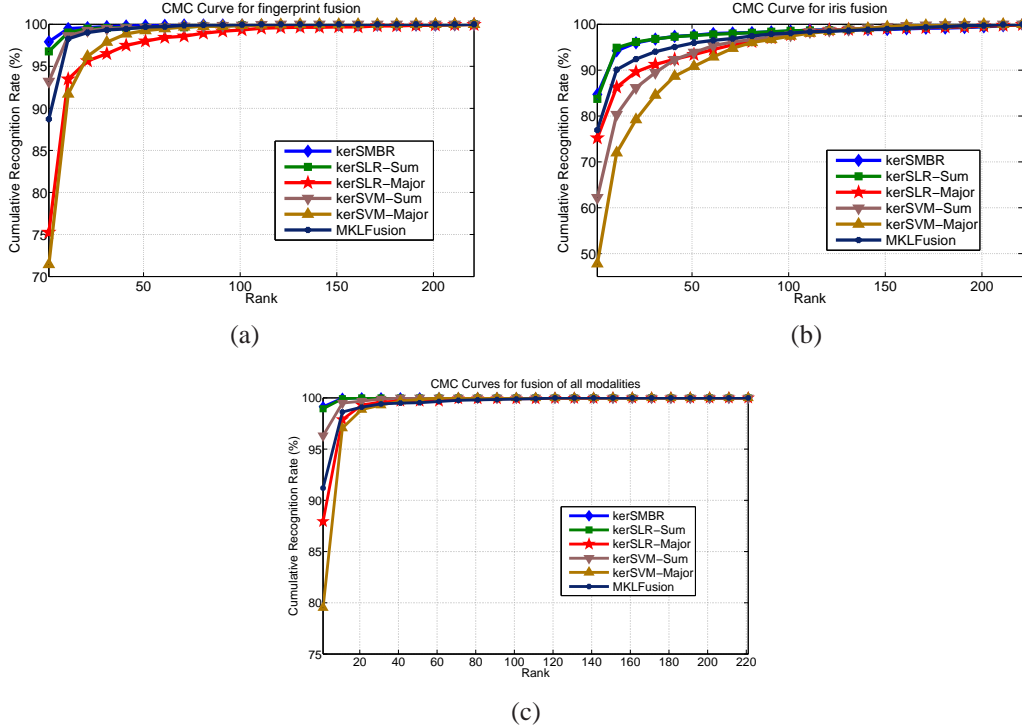 CMC Curve for fingerprint fusion
Cumulative Recognition Rate (%)
100
95
90
85
80
75
70
50
100
150
200
Rank
kerSMBR
kerSLR−Sum
kerSLR−Major
kerSVM−Sum
kerSVM−Major
MKLFusion
(a)
CMC Curve for iris fusion
Cumulative Recognition Rate (%)
100
90
80
70
60
50
50
100
150
200
Rank
kerSMBR
kerSLR−Sum
kerSLR−Major
kerSVM−Sum
kerSVM−Major
MKLFusion
(b)
CMC Curves for fusion of all modalities
Cumulative Recognition Rate (%)
100
95
90
85
80
75
20
40
60
80
100
120
140
160
180
200
220
Rank
kerSMBR
kerSLR−Sum
kerSLR−Major
kerSVM−Sum
kerSVM−Major
MKLFusion
(c)